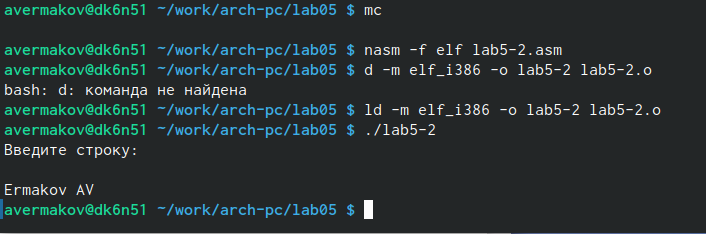 avermakov@dk6n51 ~/work/arch-pc/lab05 $ mc
avermakov@dk6n51 ~/work/arch-pc/lab05 $ nasm -f elf lab5-2.asm
avermakov@dk6n51 ~/work/arch-pc/lab05 $ d -m elf_i386 -o lab5-2 lab5-2.o
bash: d: команда не найдена
avermakov@dk6n51 ~/work/arch-pc/lab05 $ ld -m elf_i386 -o lab5-2 lab5-2.o
avermakov@dk6n51 ~/work/arch-pc/lab05 $ ./lab5-2
Введите строку:
Ermakov AV
avermakov@dk6n51 ~/work/arch-pc/lab05 $